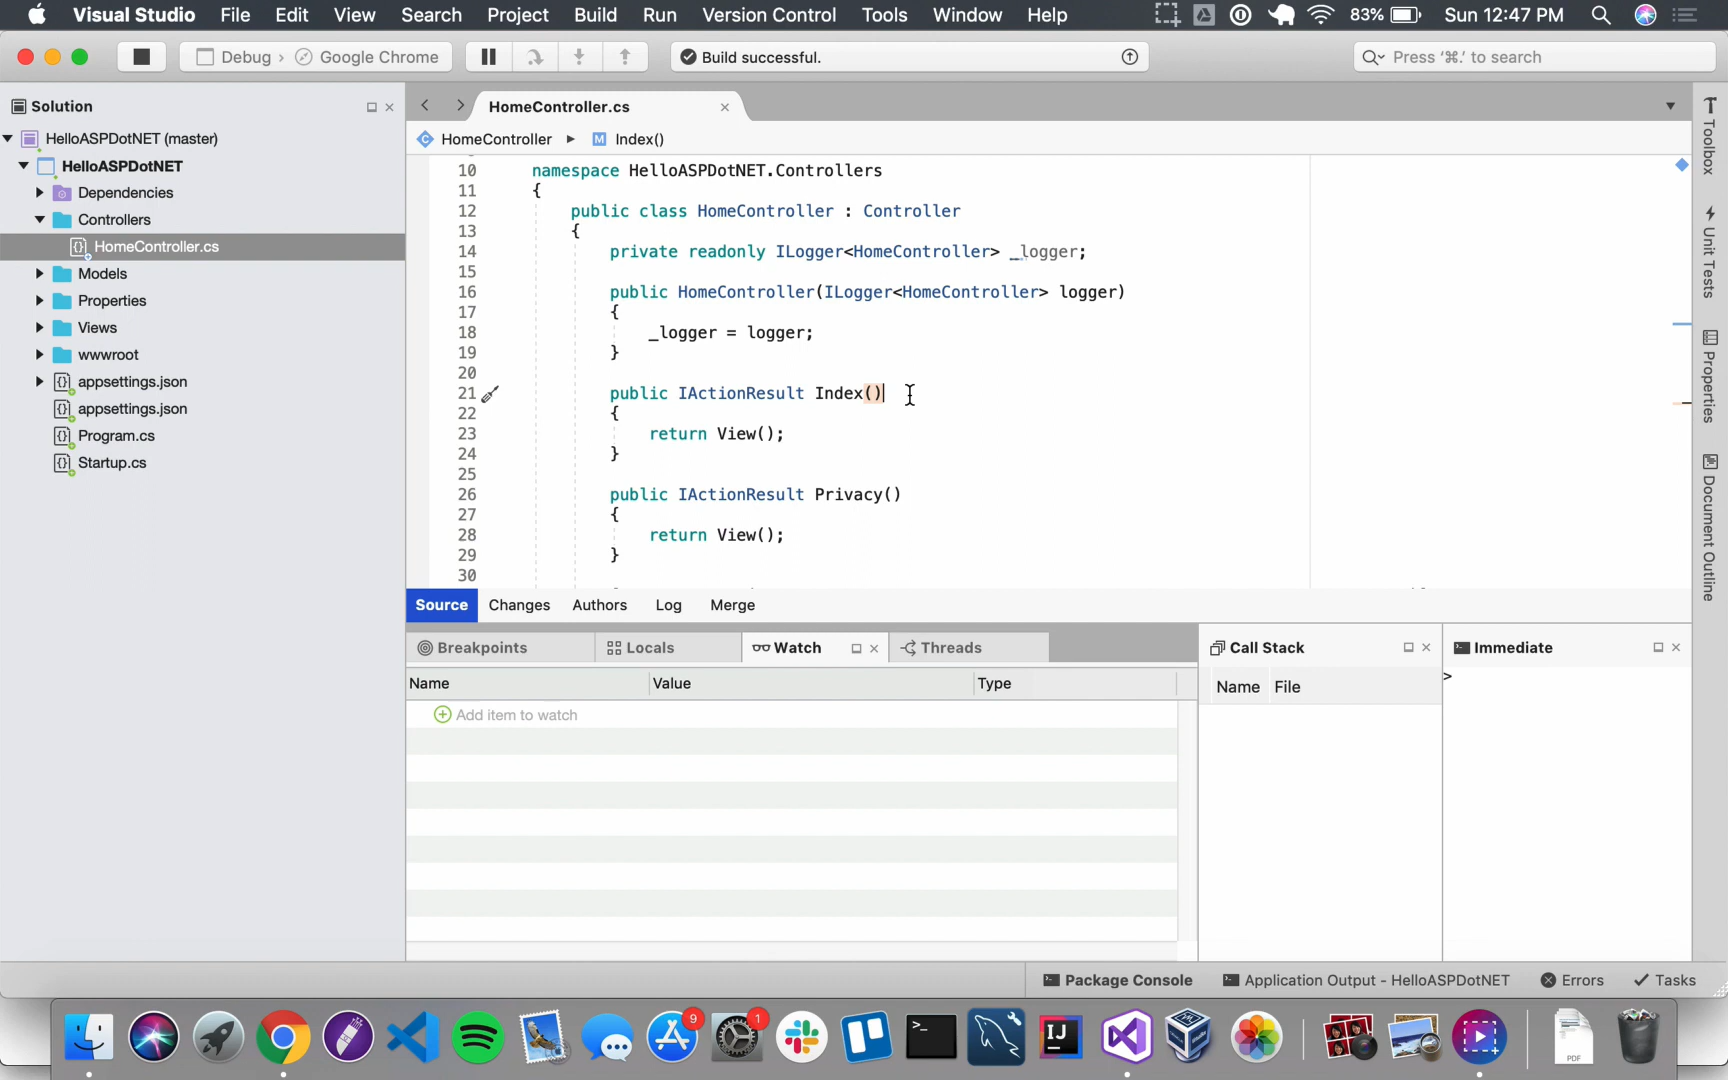 Visual Studio File Edit View Search Project Build Run Version Control Tools Window Help 83% Sun 12:47 PM
Debug › Google Chrome Build successful. Press ‘⌘.’ to search
Solution
HelloASPDotNET (master)
HelloASPDotNET
Dependencies
Controllers
HomeController.cs
Models
Properties
Views
wwwroot
appsettings.json
appsettings.json
Program.cs
Startup.cs
HomeController.cs
HomeController Index()
10 namespace HelloASPDotNET.Controllers
11 {
12 public class HomeController : Controller
13 {
14 private readonly ILogger<HomeController> _logger;
15
16 public HomeController(ILogger<HomeController> logger)
17 {
18 _logger = logger;
19 }
20
21 public IActionResult Index()
22 {
23 return View();
24 }
25
26 public IActionResult Privacy()
27 {
28 return View();
29 }
30
Source Changes Authors Log Merge
Breakpoints Locals Watch Threads
Name Value Type
Add item to watch
Call Stack
Name File
Immediate
>
Toolbox
Unit Tests
Properties
Document Outline
Package Console Application Output - HelloASPDotNET Errors Tasks
9
1
>_
IJ
PDF